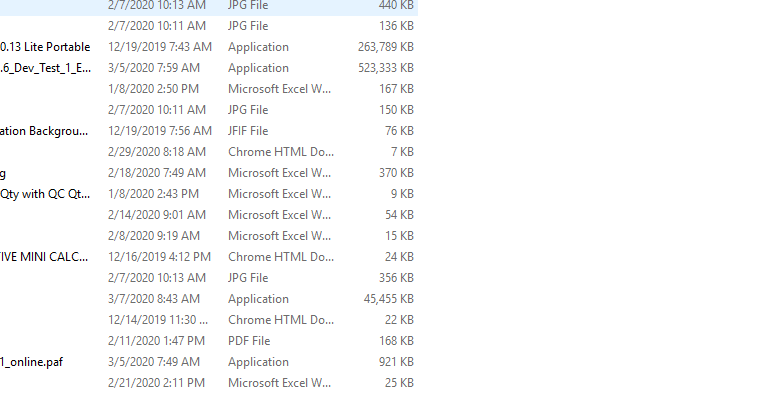 2/7/2020 10:13 AM JPG File 440 KB
2/7/2020 10:11 AM JPG File 136 KB
0.13 Lite Portable 12/19/2019 7:43 AM Application 263,789 KB
.6_Dev_Test_1_E... 3/5/2020 7:59 AM Application 523,333 KB
1/8/2020 2:50 PM Microsoft Excel W... 167 KB
2/7/2020 10:11 AM JPG File 150 KB
ation Backgrou... 12/19/2019 7:56 AM JFIF File 76 KB
2/29/2020 8:18 AM Chrome HTML Do... 7 KB
g 2/18/2020 7:49 AM Microsoft Excel W... 370 KB
Qty with QC Qt... 1/8/2020 2:43 PM Microsoft Excel W... 9 KB
2/14/2020 9:01 AM Microsoft Excel W... 54 KB
2/8/2020 9:19 AM Microsoft Excel W... 15 KB
IVE MINI CALC... 12/16/2019 4:12 PM Chrome HTML Do... 24 KB
2/7/2020 10:13 AM JPG File 356 KB
3/7/2020 8:43 AM Application 45,455 KB
12/14/2019 11:30 ... Chrome HTML Do... 22 KB
2/11/2020 1:47 PM PDF File 168 KB
1_online.paf 3/5/2020 7:49 AM Application 921 KB
2/21/2020 2:11 PM Microsoft Excel W... 25 KB